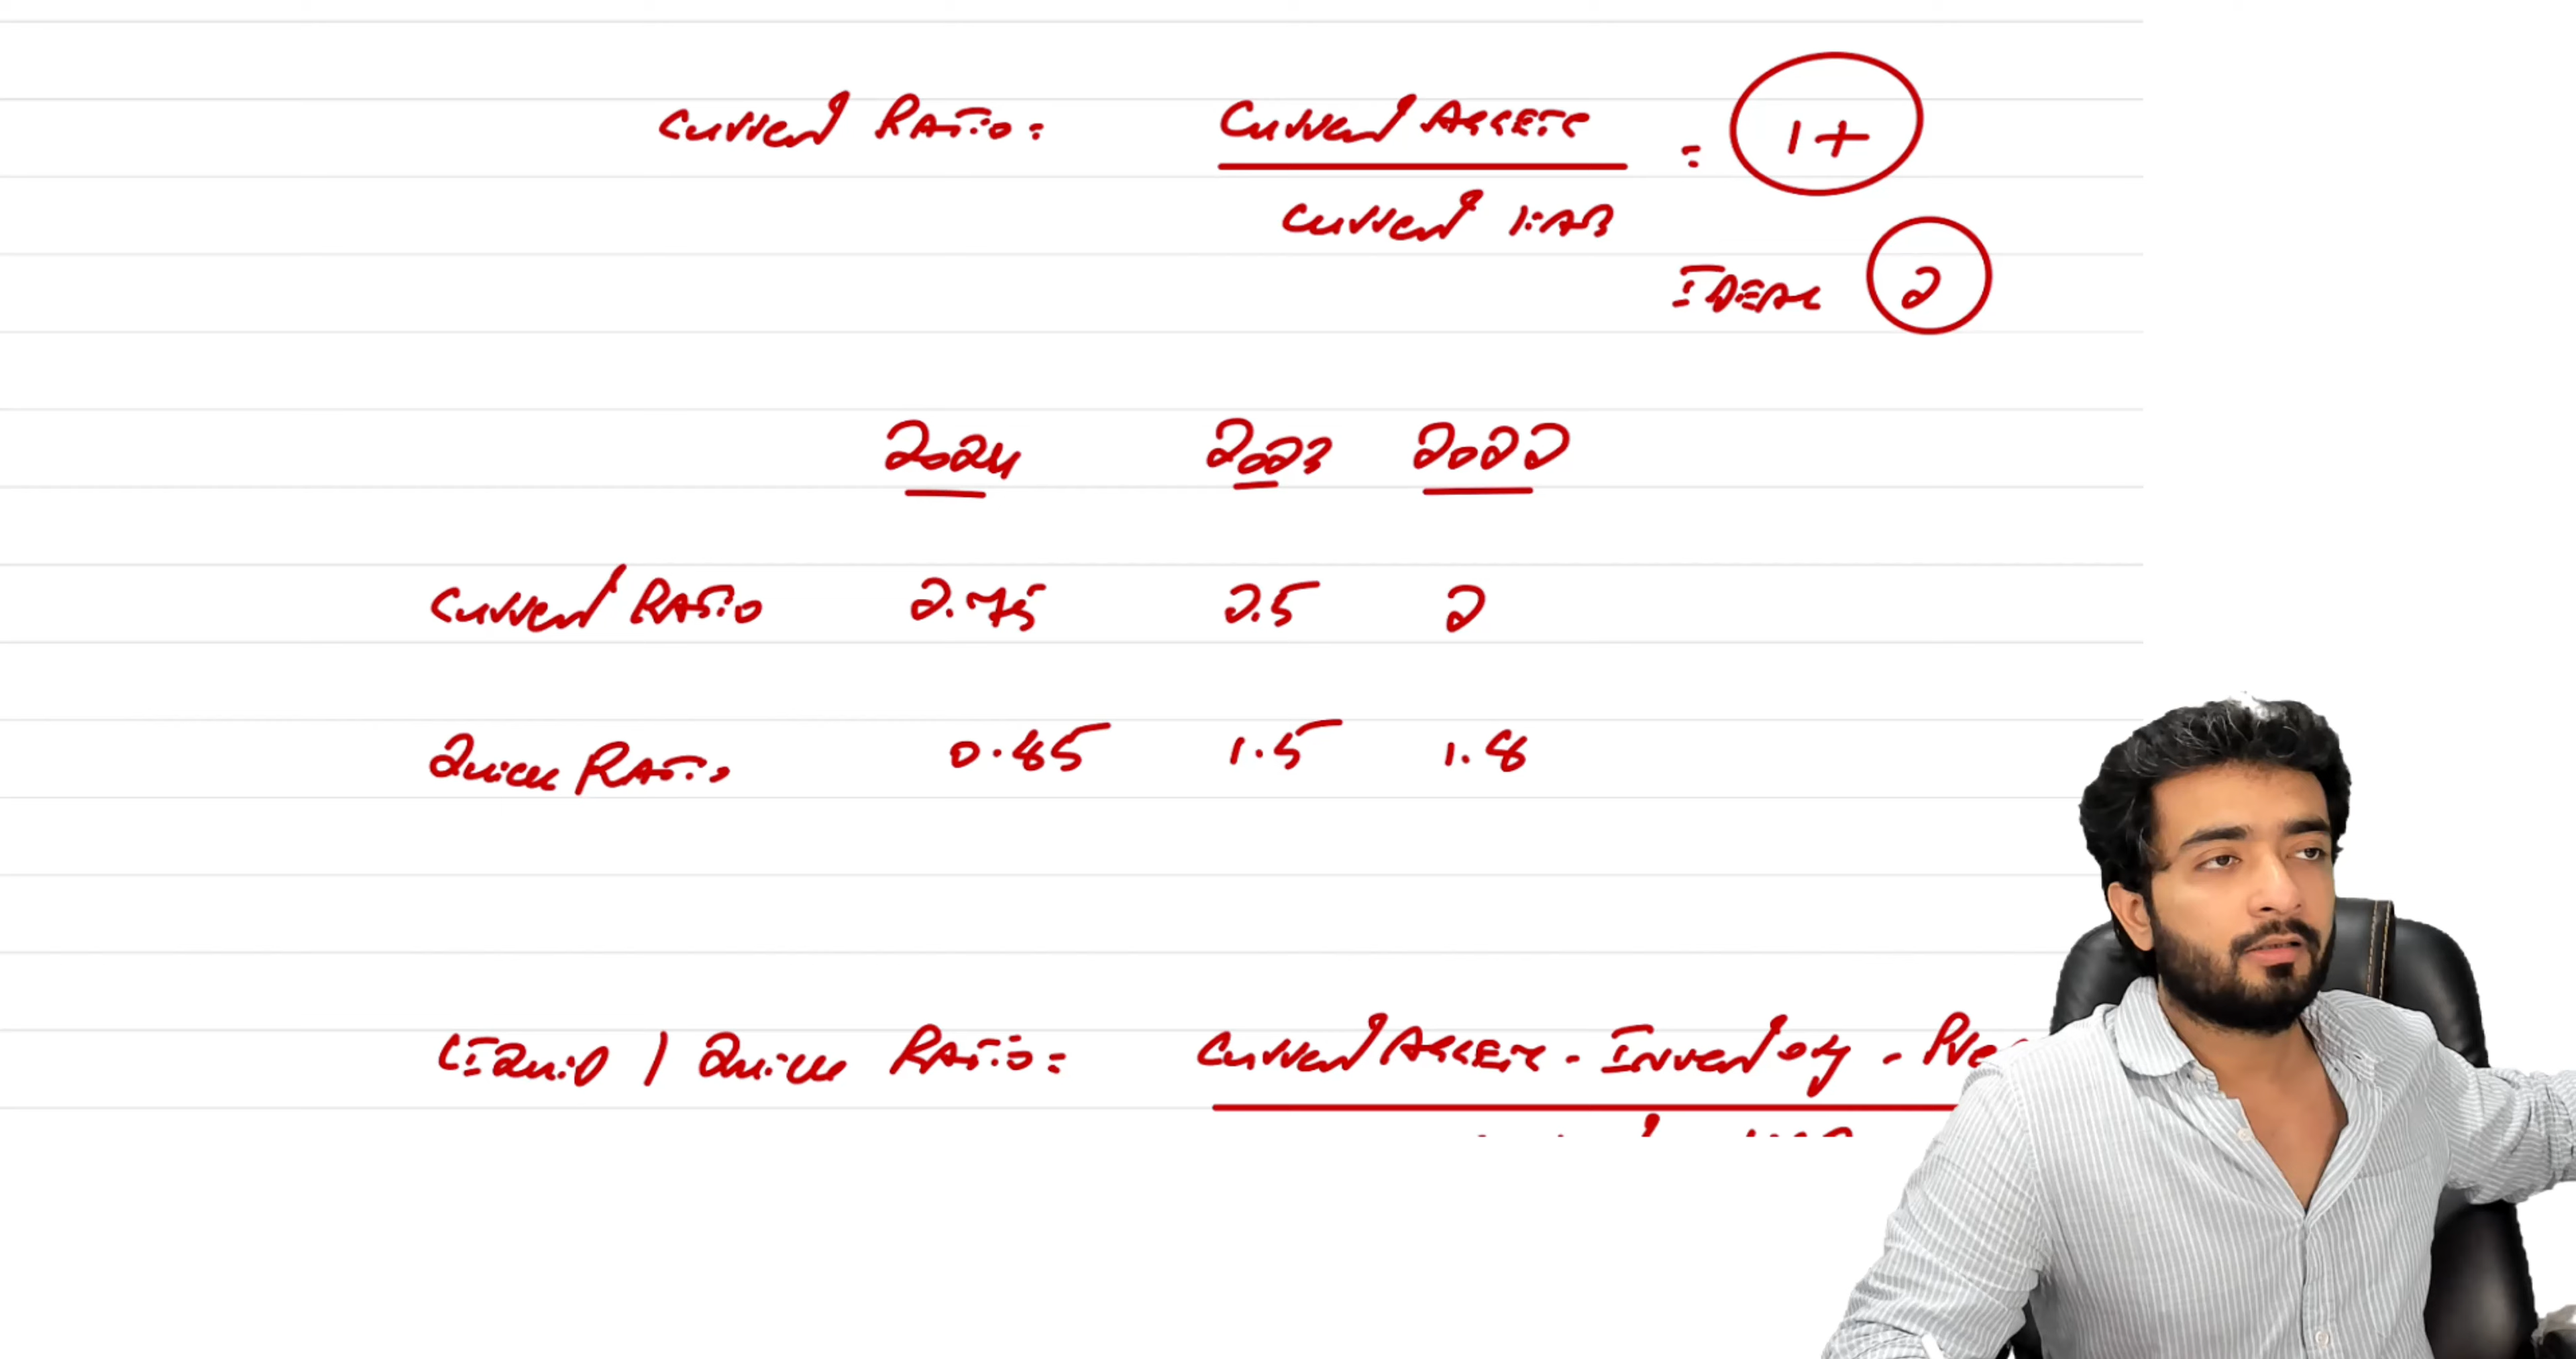 Current Ratio = Current Assets = 1+
Current Liab
Ideal 2
2024 2023 2022
Current Ratio 2.75 2.5 2
Quick Ratio 0.85 1.5 1.8
Liquid / Quick Ratio = Current Assets - Inventory -